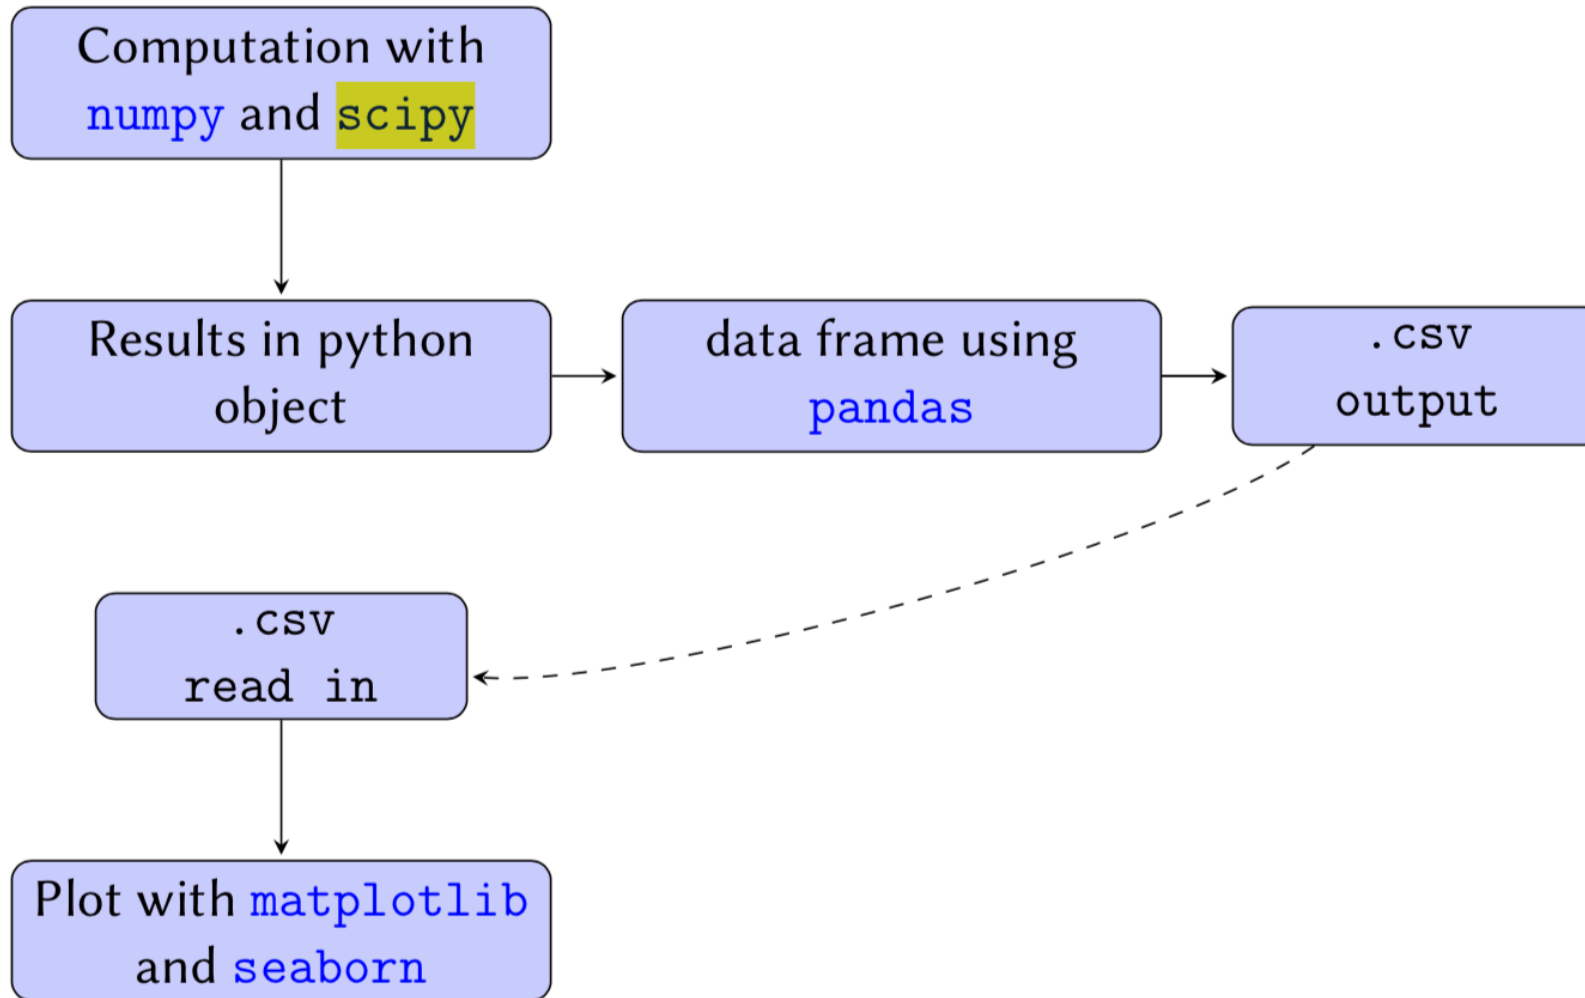 Computation with
numpy and scipy
Results in python
object
data frame using
pandas
.csv
output
.csv
read in
Plot with matplotlib
and seaborn